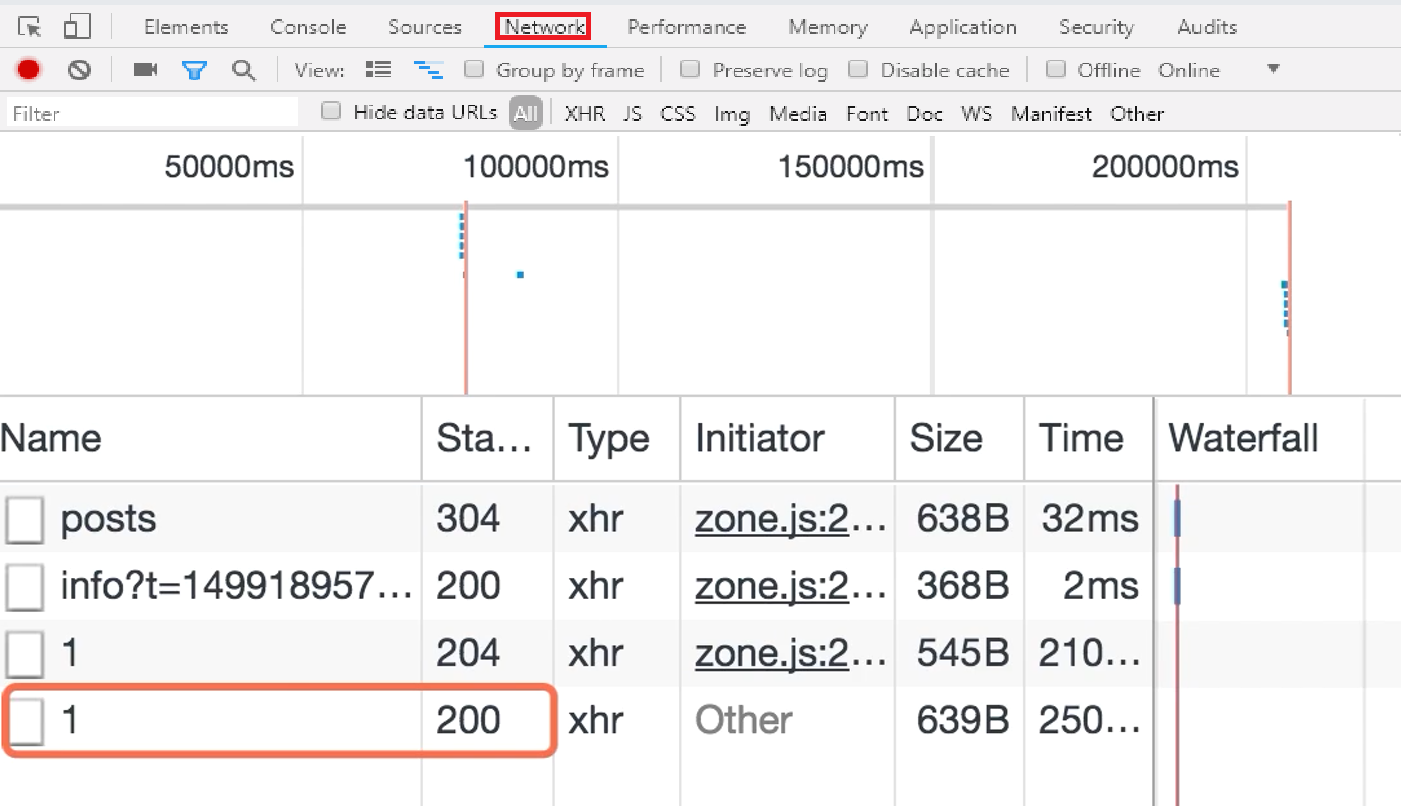 Elements Console Sources Network Performance Memory Application Security Audits
View: Group by frame Preserve log Disable cache Offline Online
Filter Hide data URLs All XHR JS CSS Img Media Font Doc WS Manifest Other
50000ms 100000ms 150000ms 200000ms
Name Sta... Type Initiator Size Time Waterfall
posts 304 xhr zone.js:2... 638B 32ms
info?t=149918957... 200 xhr zone.js:2... 368B 2ms
1 204 xhr zone.js:2... 545B 210...
1 200 xhr Other 639B 250...